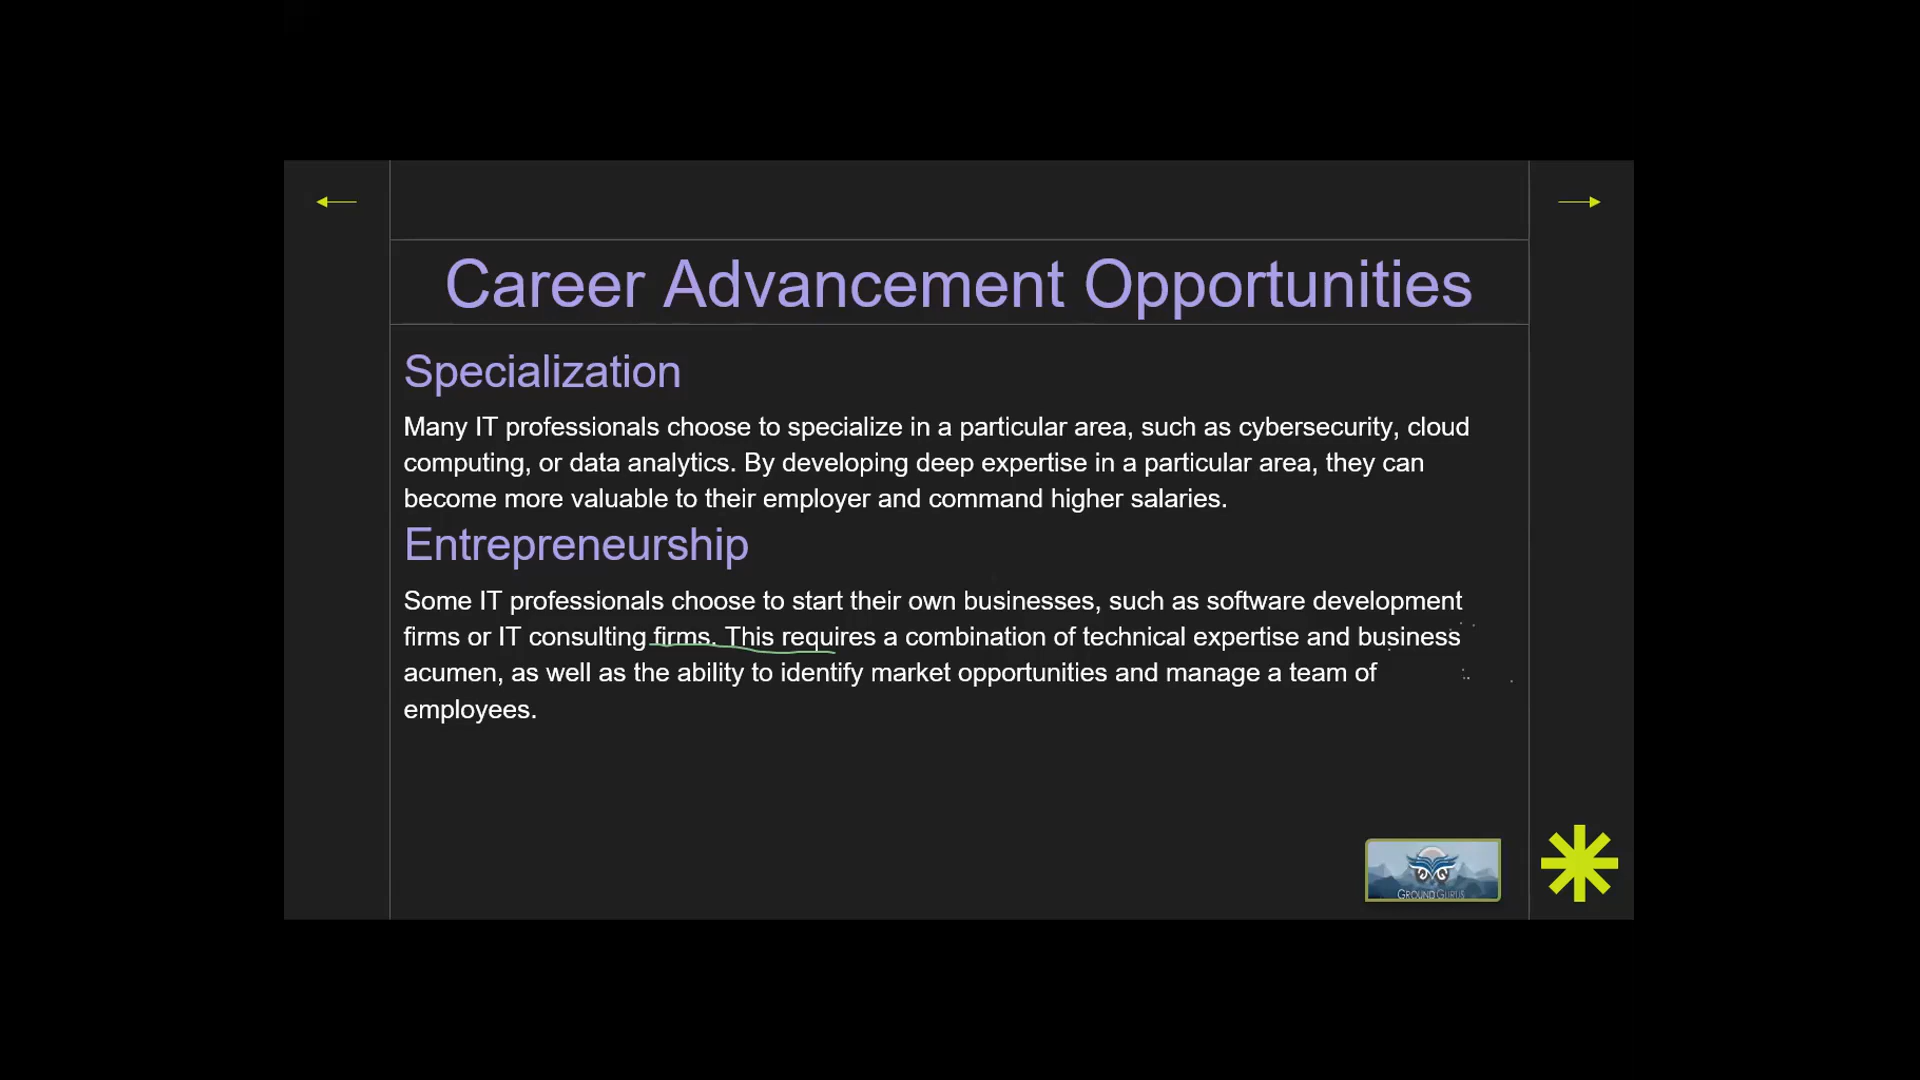 Career Advancement Opportunities
Specialization
Many IT professionals choose to specialize in a particular area, such as cybersecurity, cloud
computing, or data analytics. By developing deep expertise in a particular area, they can
become more valuable to their employer and command higher salaries.
Entrepreneurship
Some IT professionals choose to start their own businesses, such as software development
firms or IT consulting firms. This requires a combination of technical expertise and business
acumen, as well as the ability to identify market opportunities and manage a team of
employees.
GROUNDGURUS